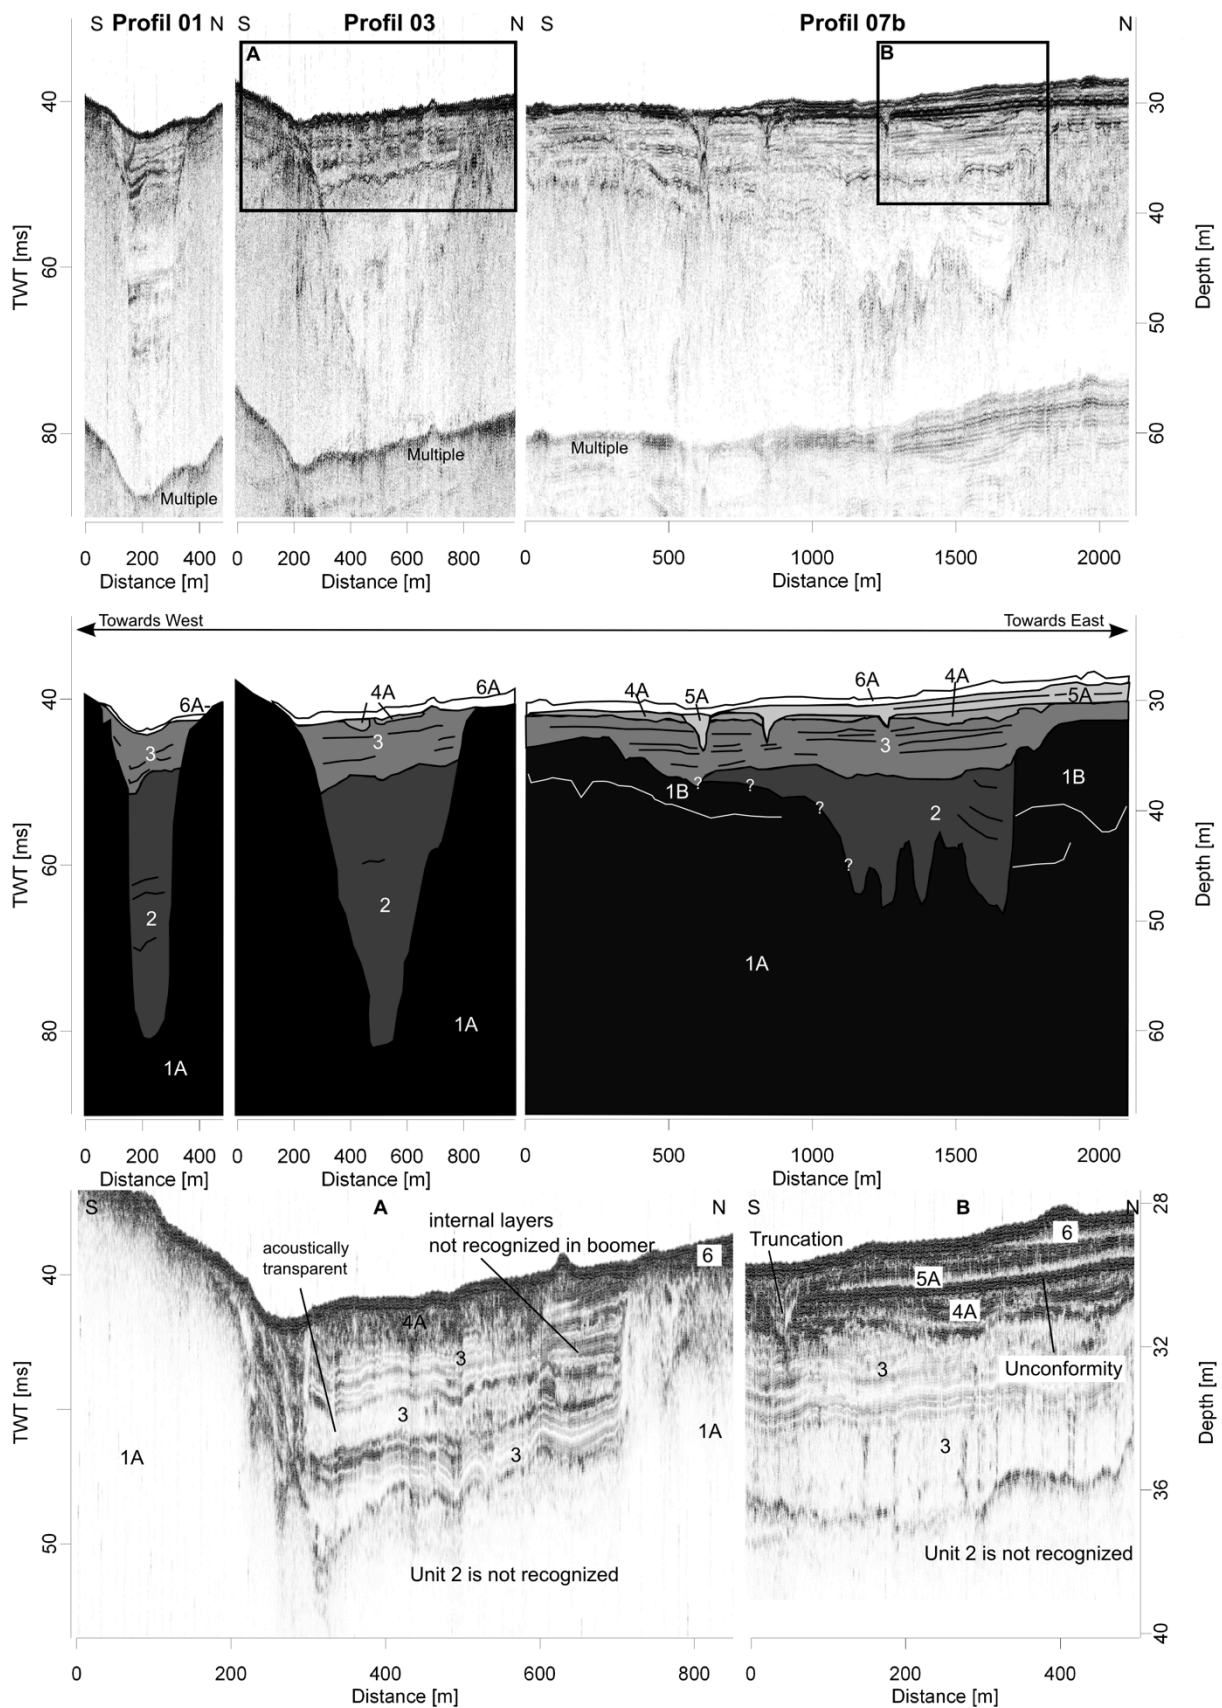 S Profil 01 N
S Profil 03 N
S Profil 07b N
A
B
40
60
80
TWT [ms]
30
40
50
60
Depth [m]
Multiple
Multiple
Multiple
0 200 400
0 200 400 600 800
0 500 1000 1500 2000
Distance [m]
Distance [m]
Distance [m]
Towards West
Towards East
40
60
80
TWT [ms]
30
40
50
60
Depth [m]
6A
3
2
1A
4A
6A
3
2
1A
4A
5A
6A
4A
5A
3
1B
?
?
?
?
2
1B
1A
0 200 400
0 200 400 600 800
0 500 1000 1500 2000
Distance [m]
Distance [m]
Distance [m]
S A N
acoustically
transparent
internal layers
not recognized in boomer
6
4A
3
3
3
1A
1A
Unit 2 is not recognized
40
50
TWT [ms]
0 200 400 600 800
Distance [m]
S B N
Truncation
6
5A
4A
3
Unconformity
3
Unit 2 is not recognized
28
32
36
40
Depth [m]
0 200 400
Distance [m]